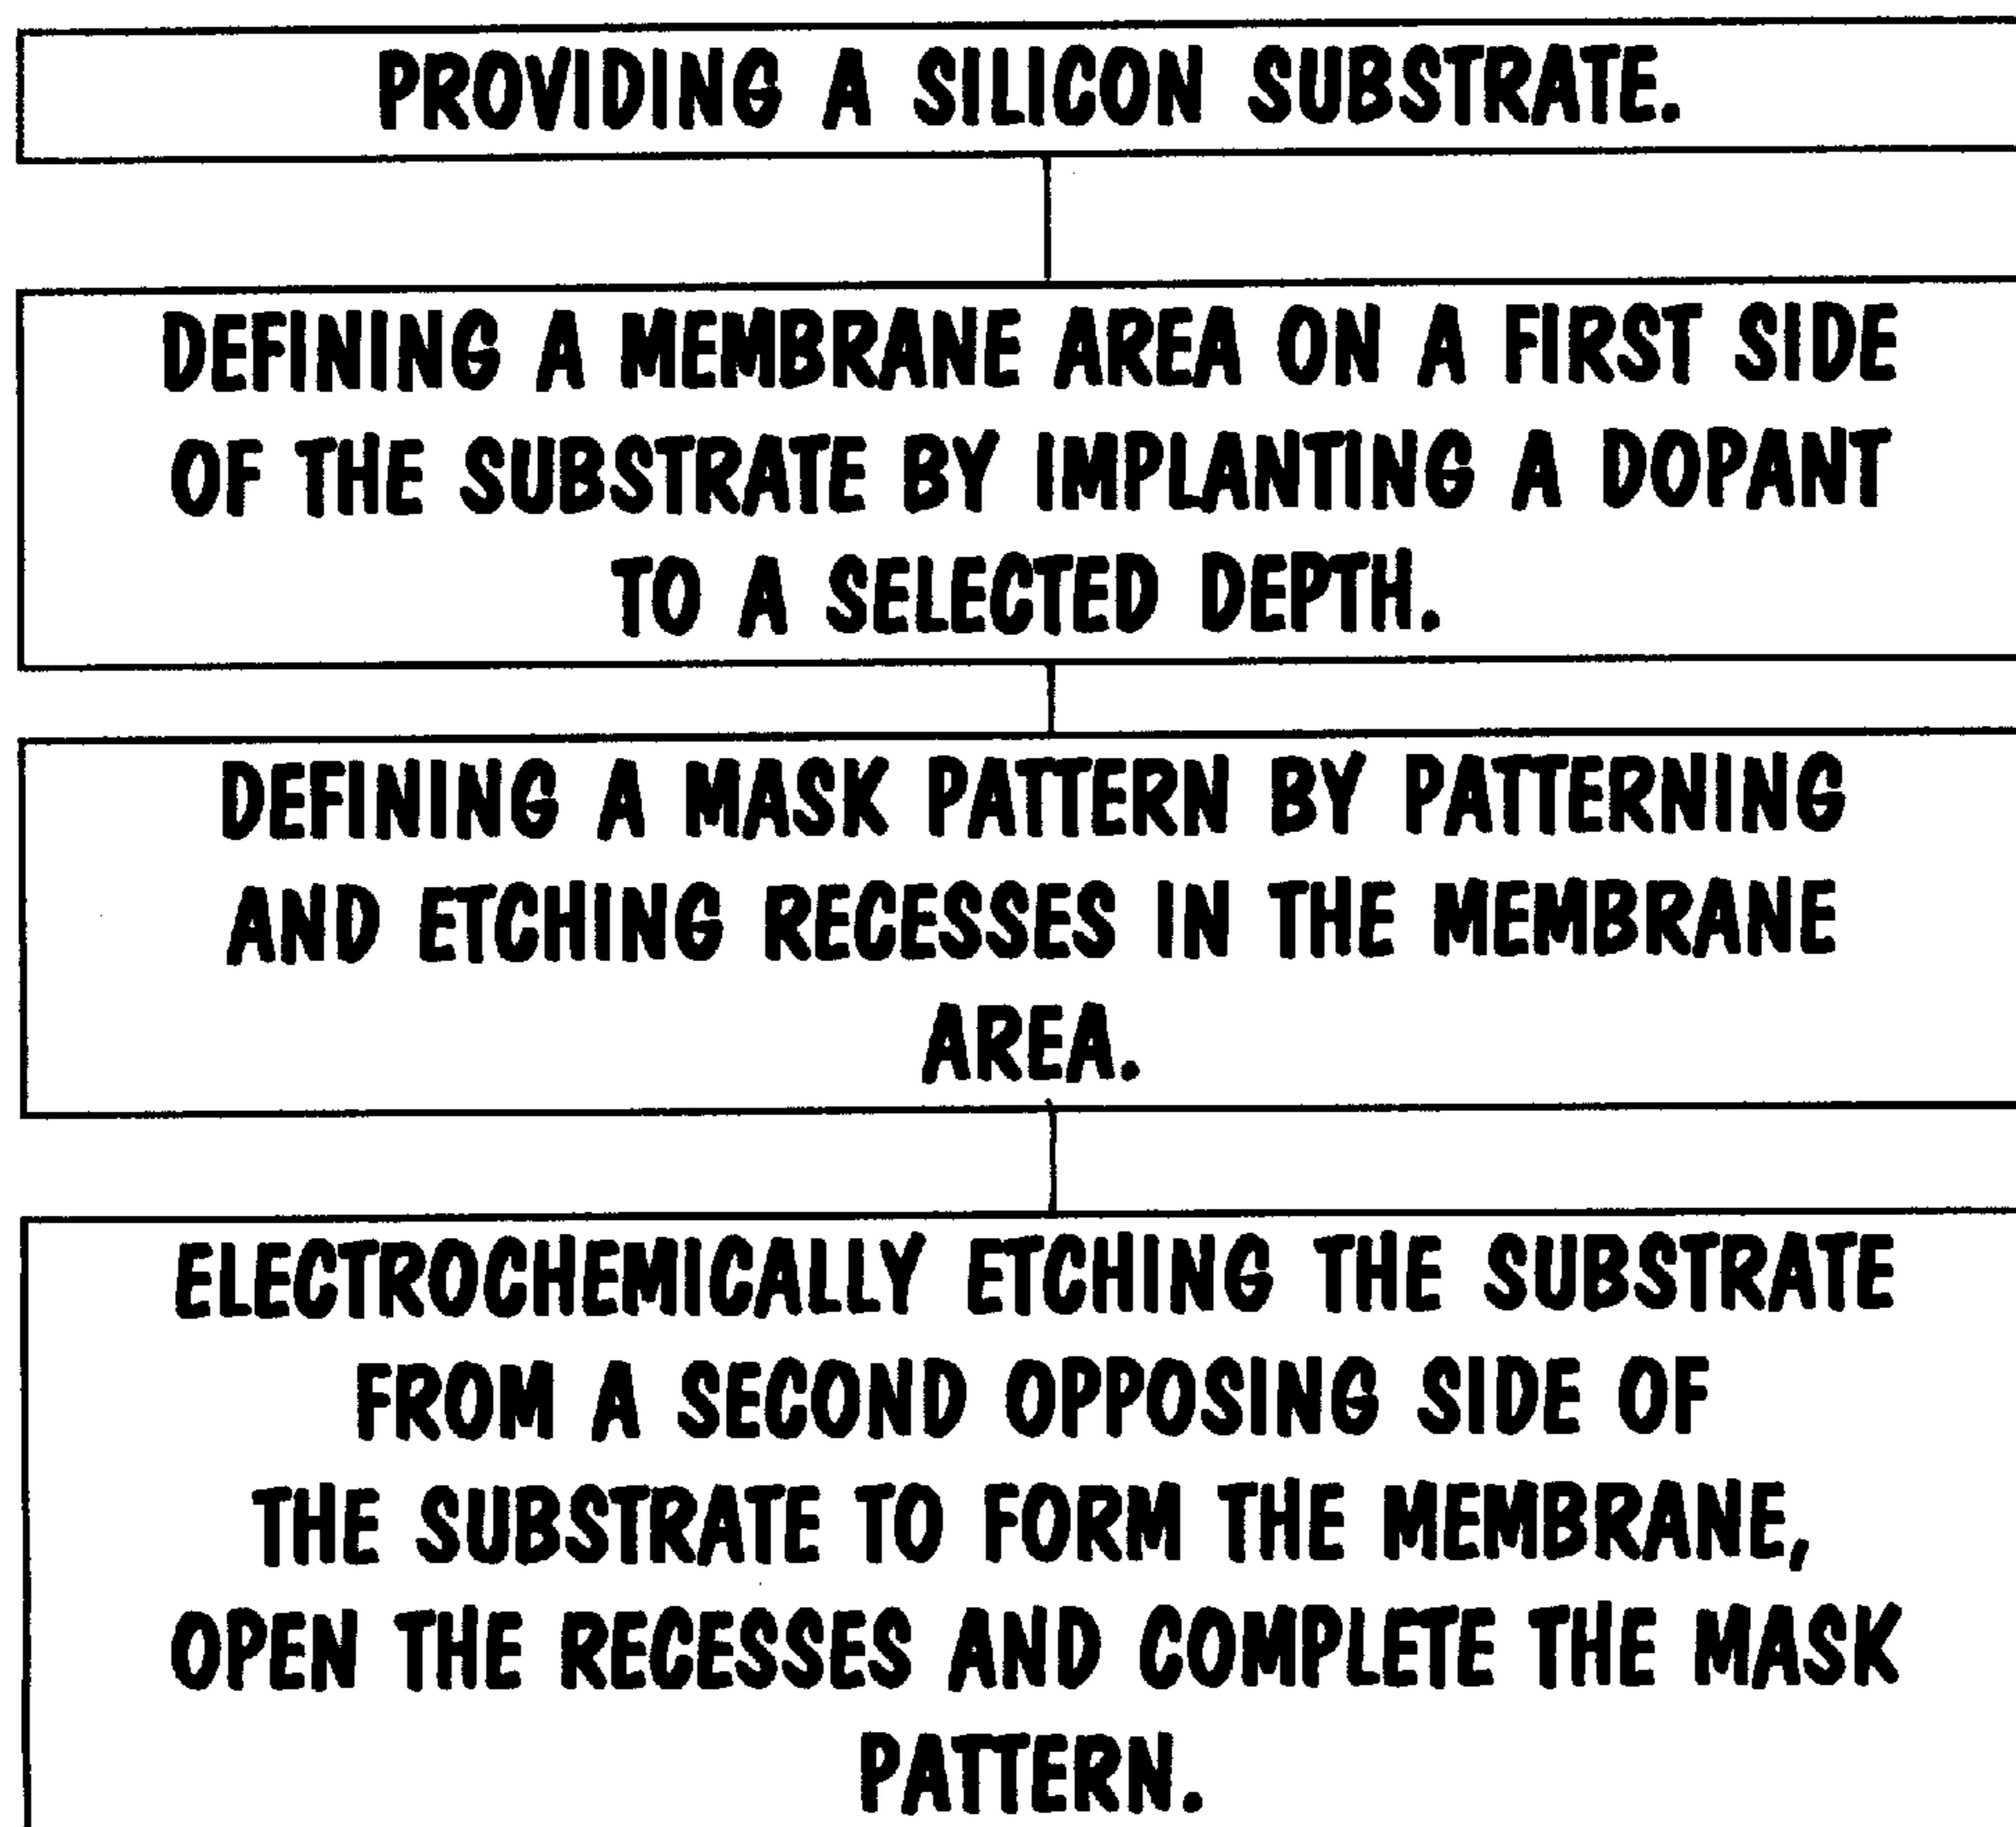 PROVIDING A SILICON SUBSTRATE.
DEFINING A MEMBRANE AREA ON A FIRST SIDE
OF THE SUBSTRATE BY IMPLANTING A DOPANT
TO A SELECTED DEPTH.
DEFINING A MASK PATTERN BY PATTERNING
AND ETCHING RECESSES IN THE MEMBRANE
AREA.
ELECTROCHEMICALLY ETCHING THE SUBSTRATE
FROM A SECOND OPPOSING SIDE OF
THE SUBSTRATE TO FORM THE MEMBRANE,
OPEN THE RECESSES AND COMPLETE THE MASK
PATTERN.